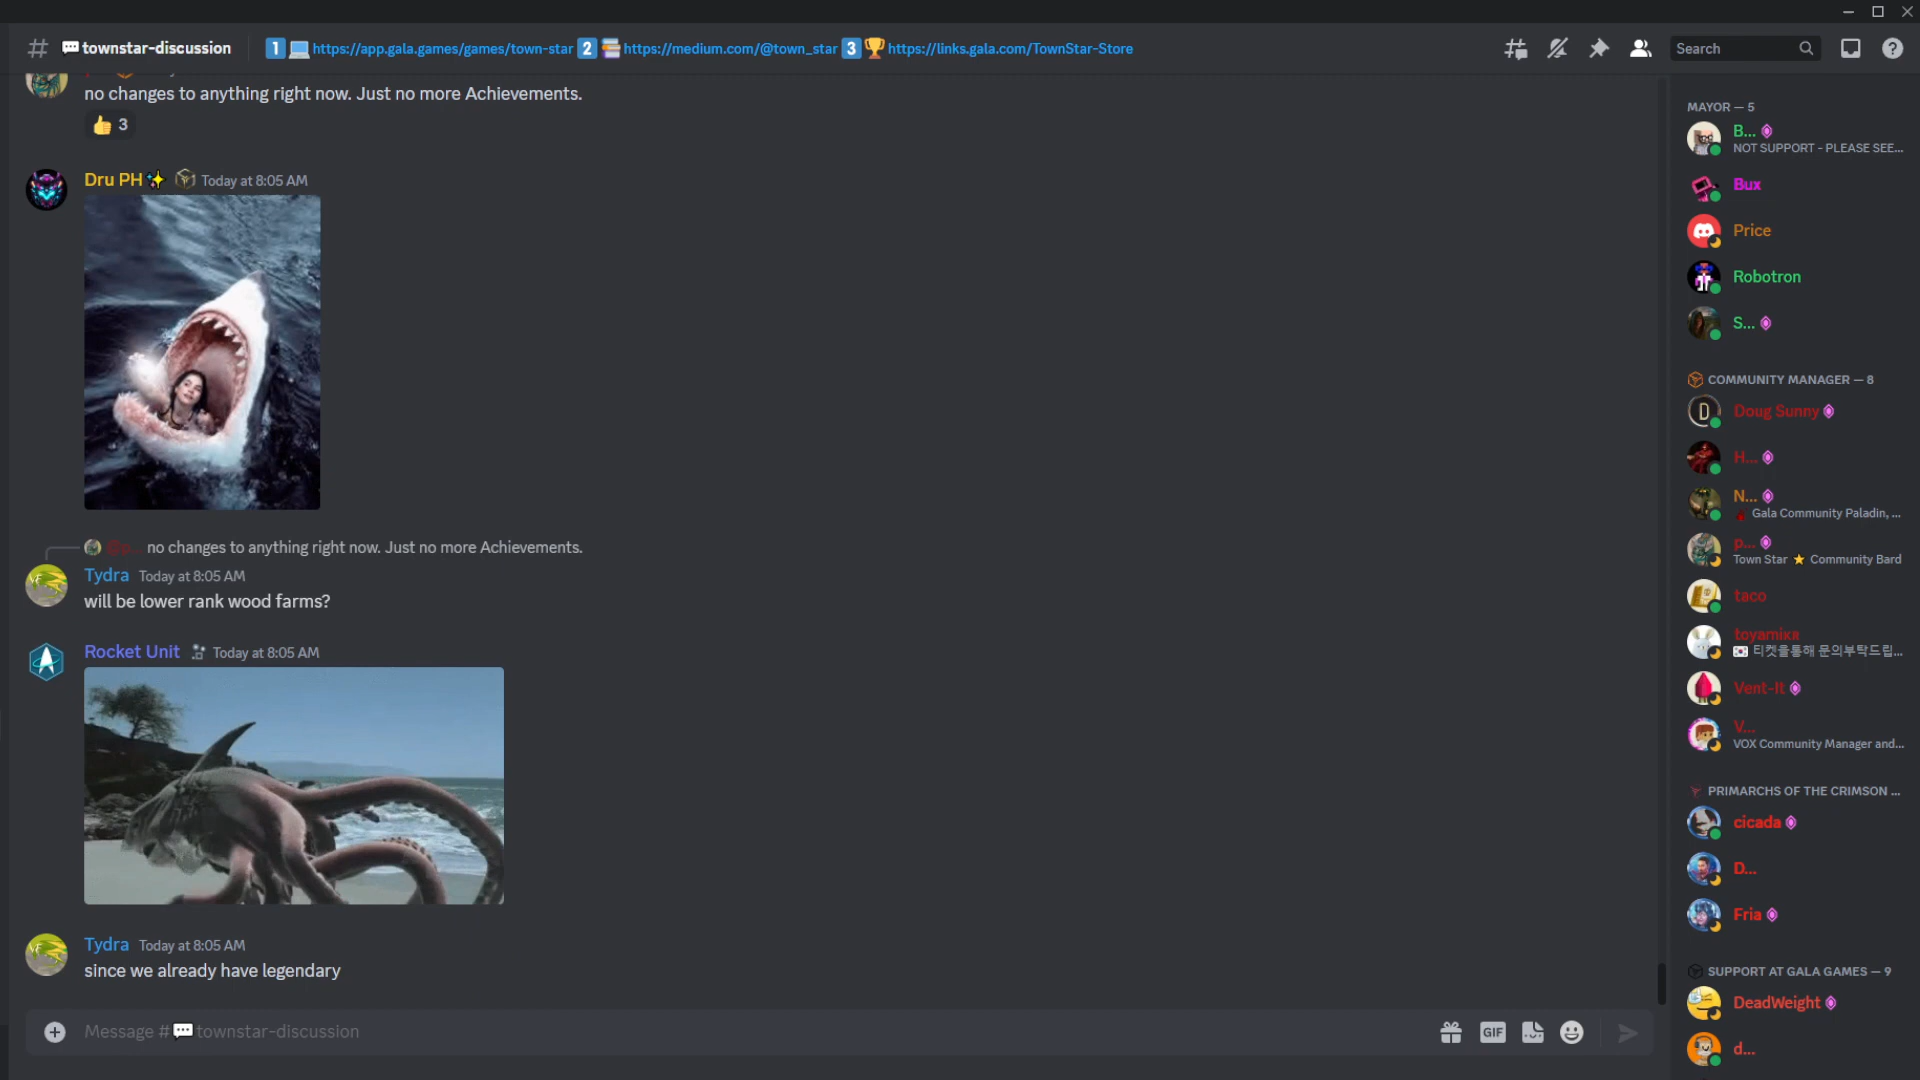 townstar-discussion
1 https://app.gala.games/games/town-star 2 https://medium.com/@town_star 3 https://links.gala.com/TownStar-Store
Search
no changes to anything right now. Just no more Achievements.
3
Dru PH Today at 8:05 AM
@p... no changes to anything right now. Just no more Achievements.
Tydra Today at 8:05 AM
will be lower rank wood farms?
Rocket Unit Today at 8:05 AM
Tydra Today at 8:05 AM
since we already have legendary
Message # townstar-discussion
GIF
MAYOR — 5
B...
NOT SUPPORT - PLEASE SEE...
Bux
Price
Robotron
S...
COMMUNITY MANAGER — 8
D
Doug Sunny
H...
N...
Gala Community Paladin, ...
p...
Town Star Community Bard
taco
toyamikr
티켓을통해 문의부탁드립...
Vent-It
V...
VOX Community Manager and...
PRIMARCHS OF THE CRIMSON ...
cicada
D...
Fria
SUPPORT AT GALA GAMES — 9
DeadWeight
d...